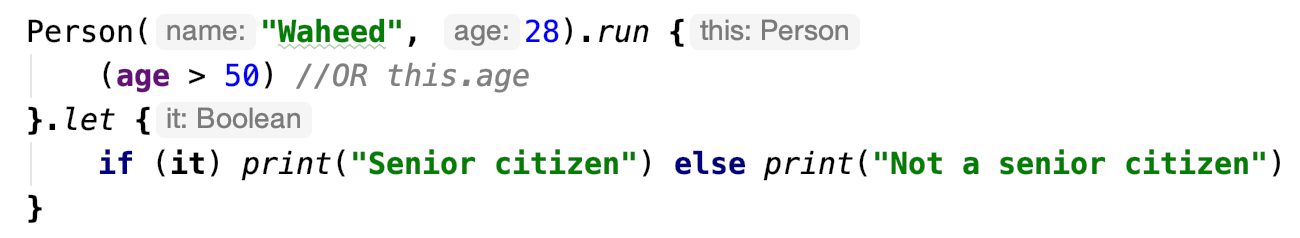 Person( name: "Waheed", age: 28).run { this: Person
(age > 50) //OR this.age
}.let { it: Boolean
if (it) print("Senior citizen") else print("Not a senior citizen")
}